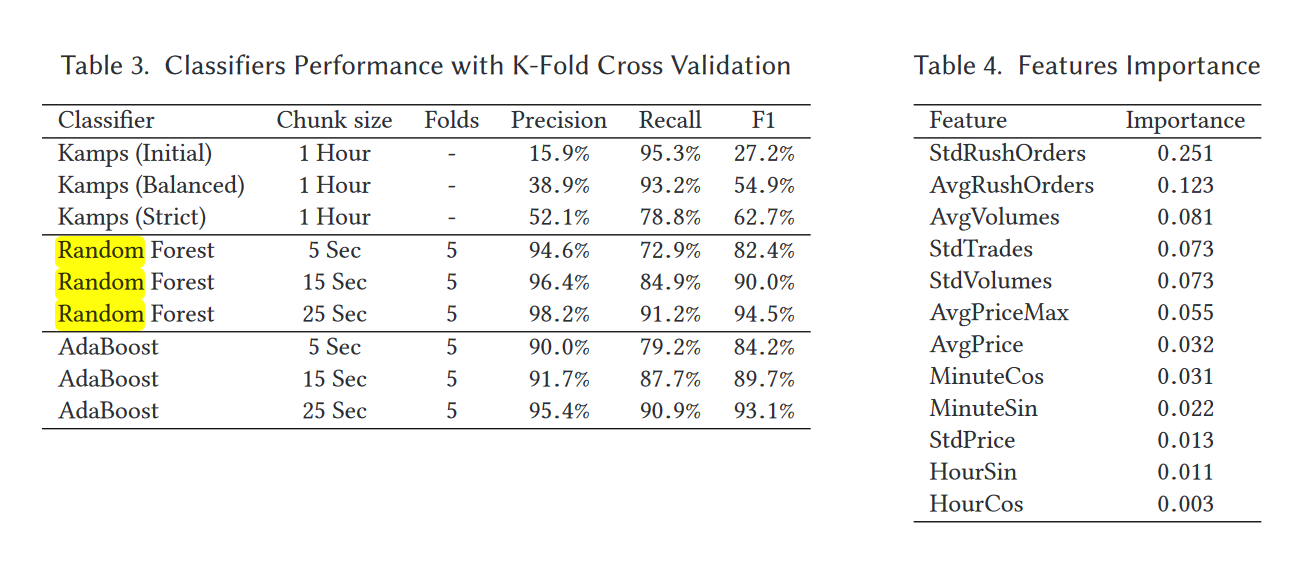 Table 3. Classifiers Performance with K-Fold Cross Validation
Classifier Chunk size Folds Precision Recall F1
Kamps (Initial) 1 Hour - 15.9% 95.3% 27.2%
Kamps (Balanced) 1 Hour - 38.9% 93.2% 54.9%
Kamps (Strict) 1 Hour - 52.1% 78.8% 62.7%
Random Forest 5 Sec 5 94.6% 72.9% 82.4%
Random Forest 15 Sec 5 96.4% 84.9% 90.0%
Random Forest 25 Sec 5 98.2% 91.2% 94.5%
AdaBoost 5 Sec 5 90.0% 79.2% 84.2%
AdaBoost 15 Sec 5 91.7% 87.7% 89.7%
AdaBoost 25 Sec 5 95.4% 90.9% 93.1%
Table 4. Features Importance
Feature Importance
StdRushOrders 0.251
AvgRushOrders 0.123
AvgVolumes 0.081
StdTrades 0.073
StdVolumes 0.073
AvgPriceMax 0.055
AvgPrice 0.032
MinuteCos 0.031
MinuteSin 0.022
StdPrice 0.013
HourSin 0.011
HourCos 0.003